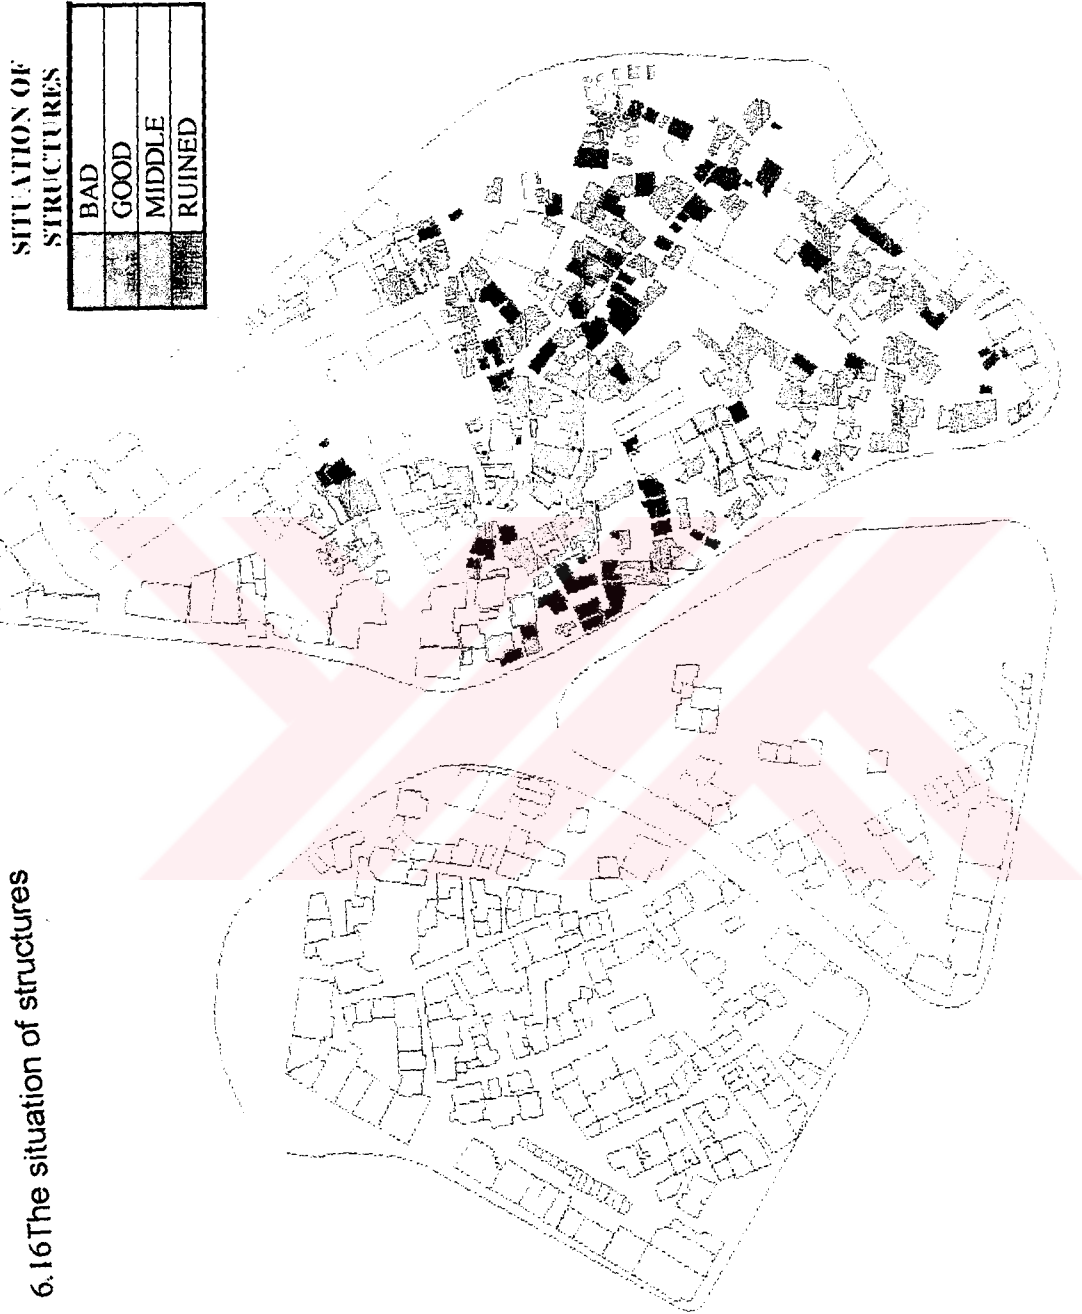 SITUATION OF
STRUCTURES
BAD
GOOD
MIDDLE
RUINED
6.16The situation of structures